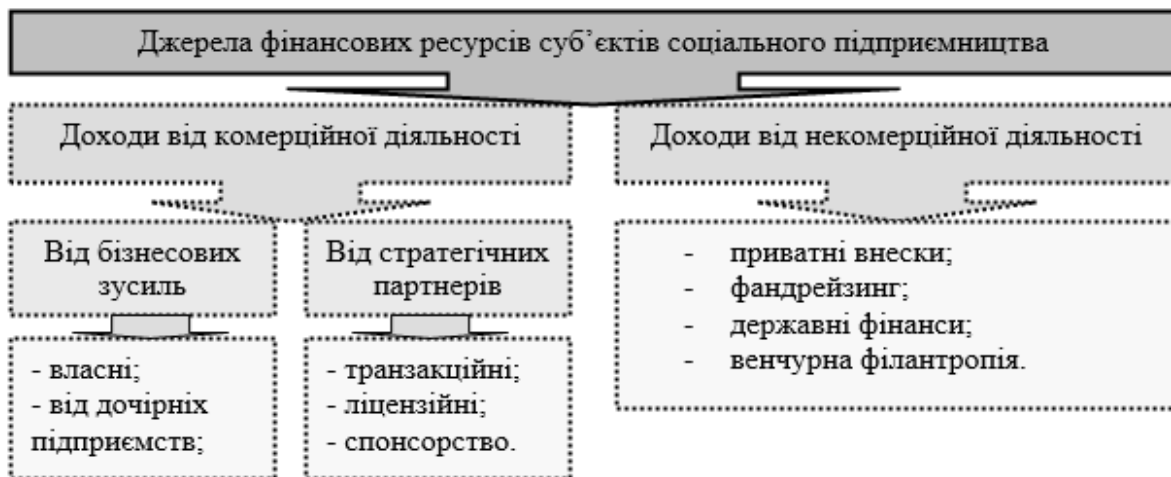 Джерела фінансових ресурсів суб’єктів соціального підприємництва
Доходи від комерційної діяльності
Доходи від некомерційної діяльності
Від бізнесових
зусиль
Від стратегічних
партнерів
- власні;
- від дочірніх
підприємств;
- транзакційні;
- ліцензійні;
- спонсорство.
- приватні внески;
- фандрейзинг;
- державні фінанси;
- венчурна філантропія.